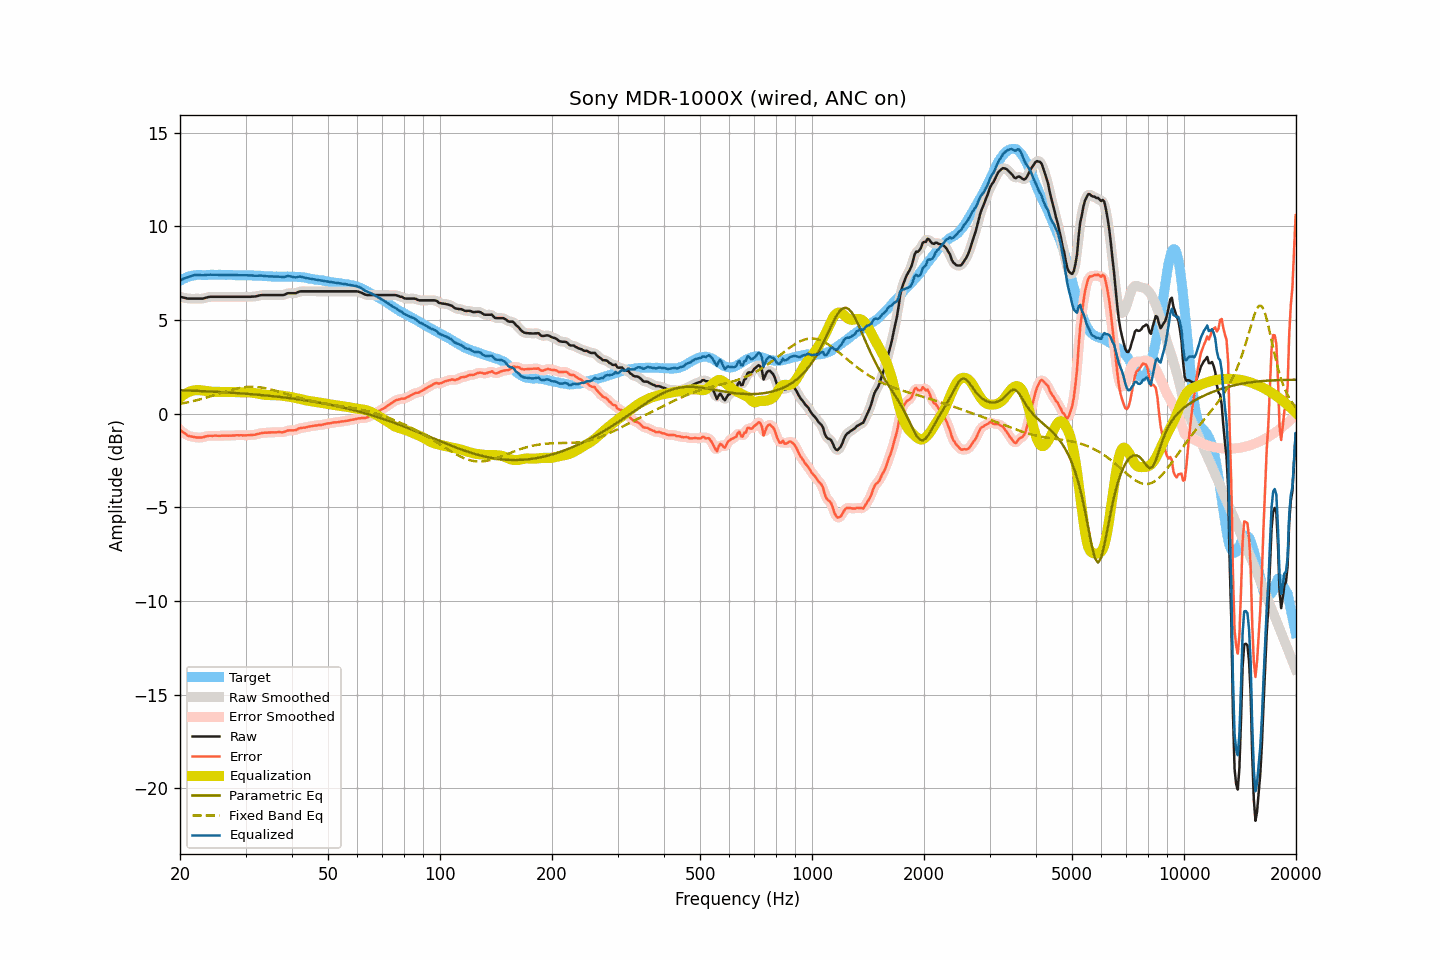 Sony MDR-1000X (wired, ANC on)
15
10
5
0
−5
−10
−15
−20
Amplitude (dBr)
Target
Raw Smoothed
Error Smoothed
Raw
Error
Equalization
Parametric Eq
Fixed Band Eq
Equalized
20 50 100 200 500 1000 2000 5000 10000 20000
Frequency (Hz)